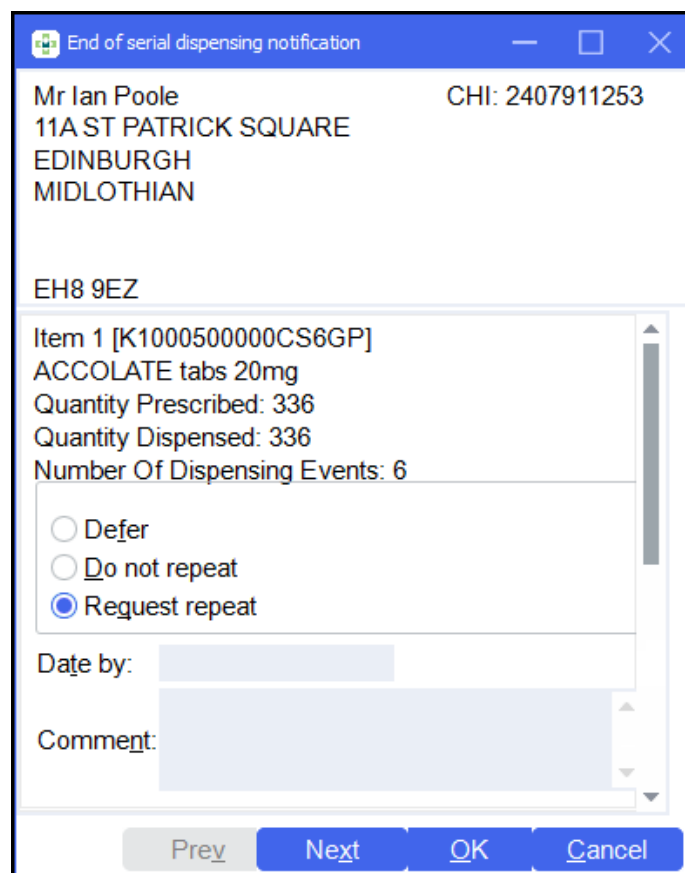 End of serial dispensing notification
Mr Ian Poole CHI: 2407911253
11A ST PATRICK SQUARE
EDINBURGH
MIDLOTHIAN
EH8 9EZ
Item 1 [K1000500000CS6GP]
ACCOLATE tabs 20mg
Quantity Prescribed: 336
Quantity Dispensed: 336
Number Of Dispensing Events: 6
Defer
Do not repeat
Request repeat
Date by:
Comment:
Prev Next OK Cancel